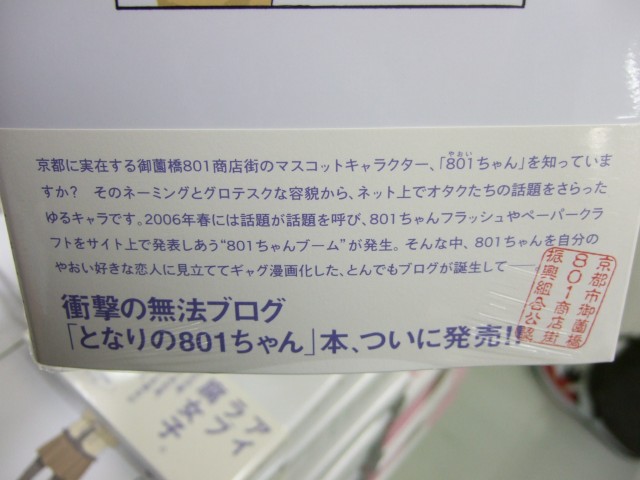 京都に実在する御薗橋801商店街のマスコットキャラクター、「801ちゃん」を知っていま
やおい
すか? そのネーミングとグロテスクな容貌から、ネット上でオタクたちの話題をさらった
ゆるキャラです。2006年春には話題が話題を呼び、801ちゃんフラッシュやペーパークラ
フトをサイト上で発表しあう“801ちゃんブーム”が発生。そんな中、801ちゃんを自分の
やおい好きな恋人に見立ててギャグ漫画化した、とんでもブログが誕生して──
衝撃の無法ブログ
「となりの801ちゃん」本、ついに発売!!
京都市御薗橋
801商店街
振興組合公認
アイ
ラブ
腐女子。